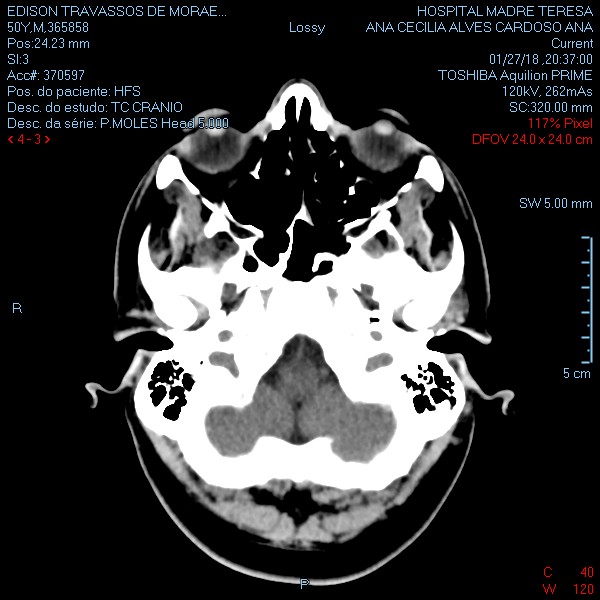 EDISON TRAVASSOS DE MORAE...
50Y,M,365858
Pos:24.23 mm
SI:3
Acc#: 370597
Pos. do paciente: HFS
Desc. do estudo: TC CRANIO
Desc. da série: P.MOLES Head 5.000
< 4 - 3 >
Lossy
HOSPITAL MADRE TERESA
ANA CECILIA ALVES CARDOSO ANA
Current
01/27/18 ,20:37:00
TOSHIBA Aquilion PRIME
120kV, 262mAs
SC:320.00 mm
117% Pixel
DFOV 24.0 x 24.0 cm
SW 5.00 mm
R
5 cm
P
C 40
W 120